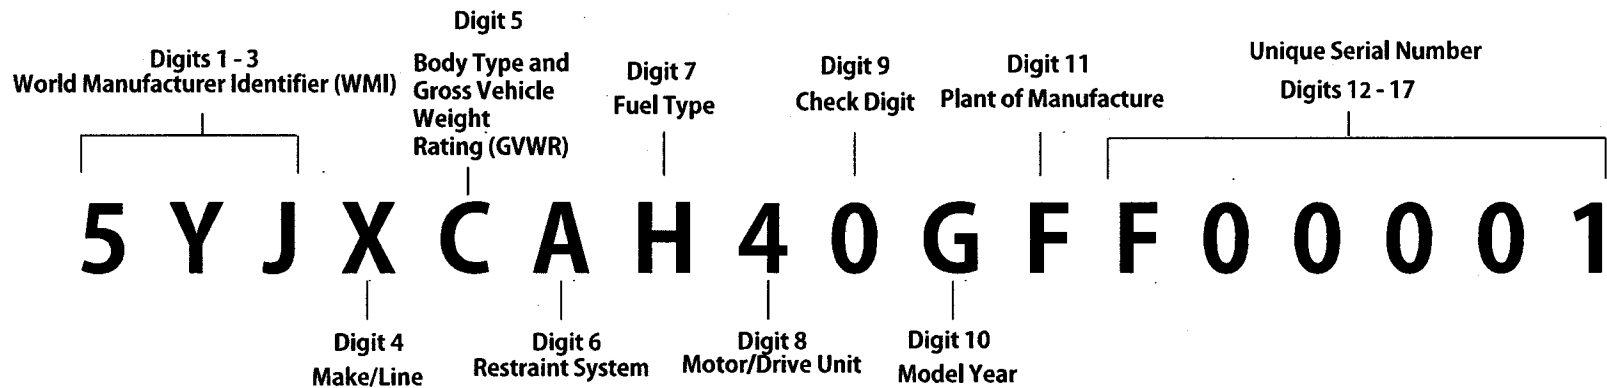 Digits 1 - 3
World Manufacturer Identifier (WMI)
Digit 5
Body Type and
Gross Vehicle
Weight
Rating (GVWR)
Digit 7
Fuel Type
Digit 9
Check Digit
Digit 11
Plant of Manufacture
Unique Serial Number
Digits 12 - 17
5 Y J X C A H 4 0 G F F 0 0 0 0 1
Digit 4
Make/Line
Digit 6
Restraint System
Digit 8
Motor/Drive Unit
Digit 10
Model Year